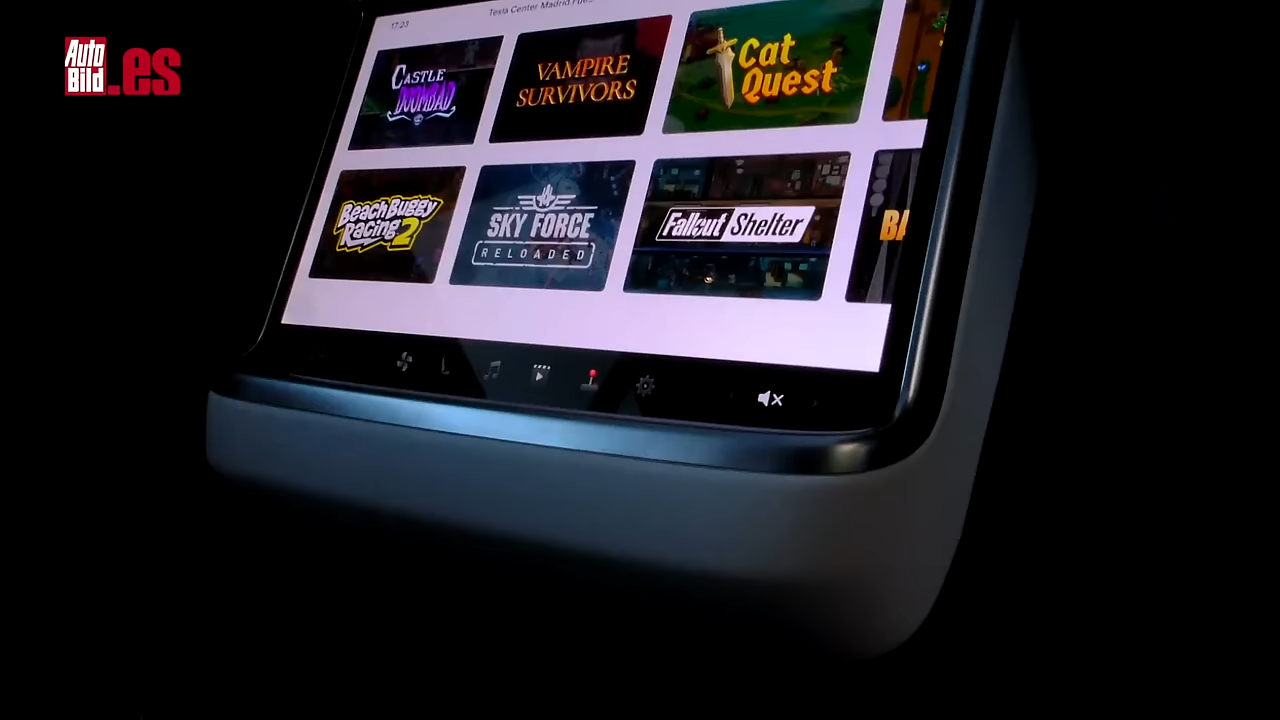 Auto
Bild.es
17:23
Tesla Center Madrid
CASTLE
DOOMBAD
VAMPIRE
SURVIVORS
Cat
Quest
Beach Buggy
Racing 2
SKY FORCE
RELOADED
Fallout Shelter